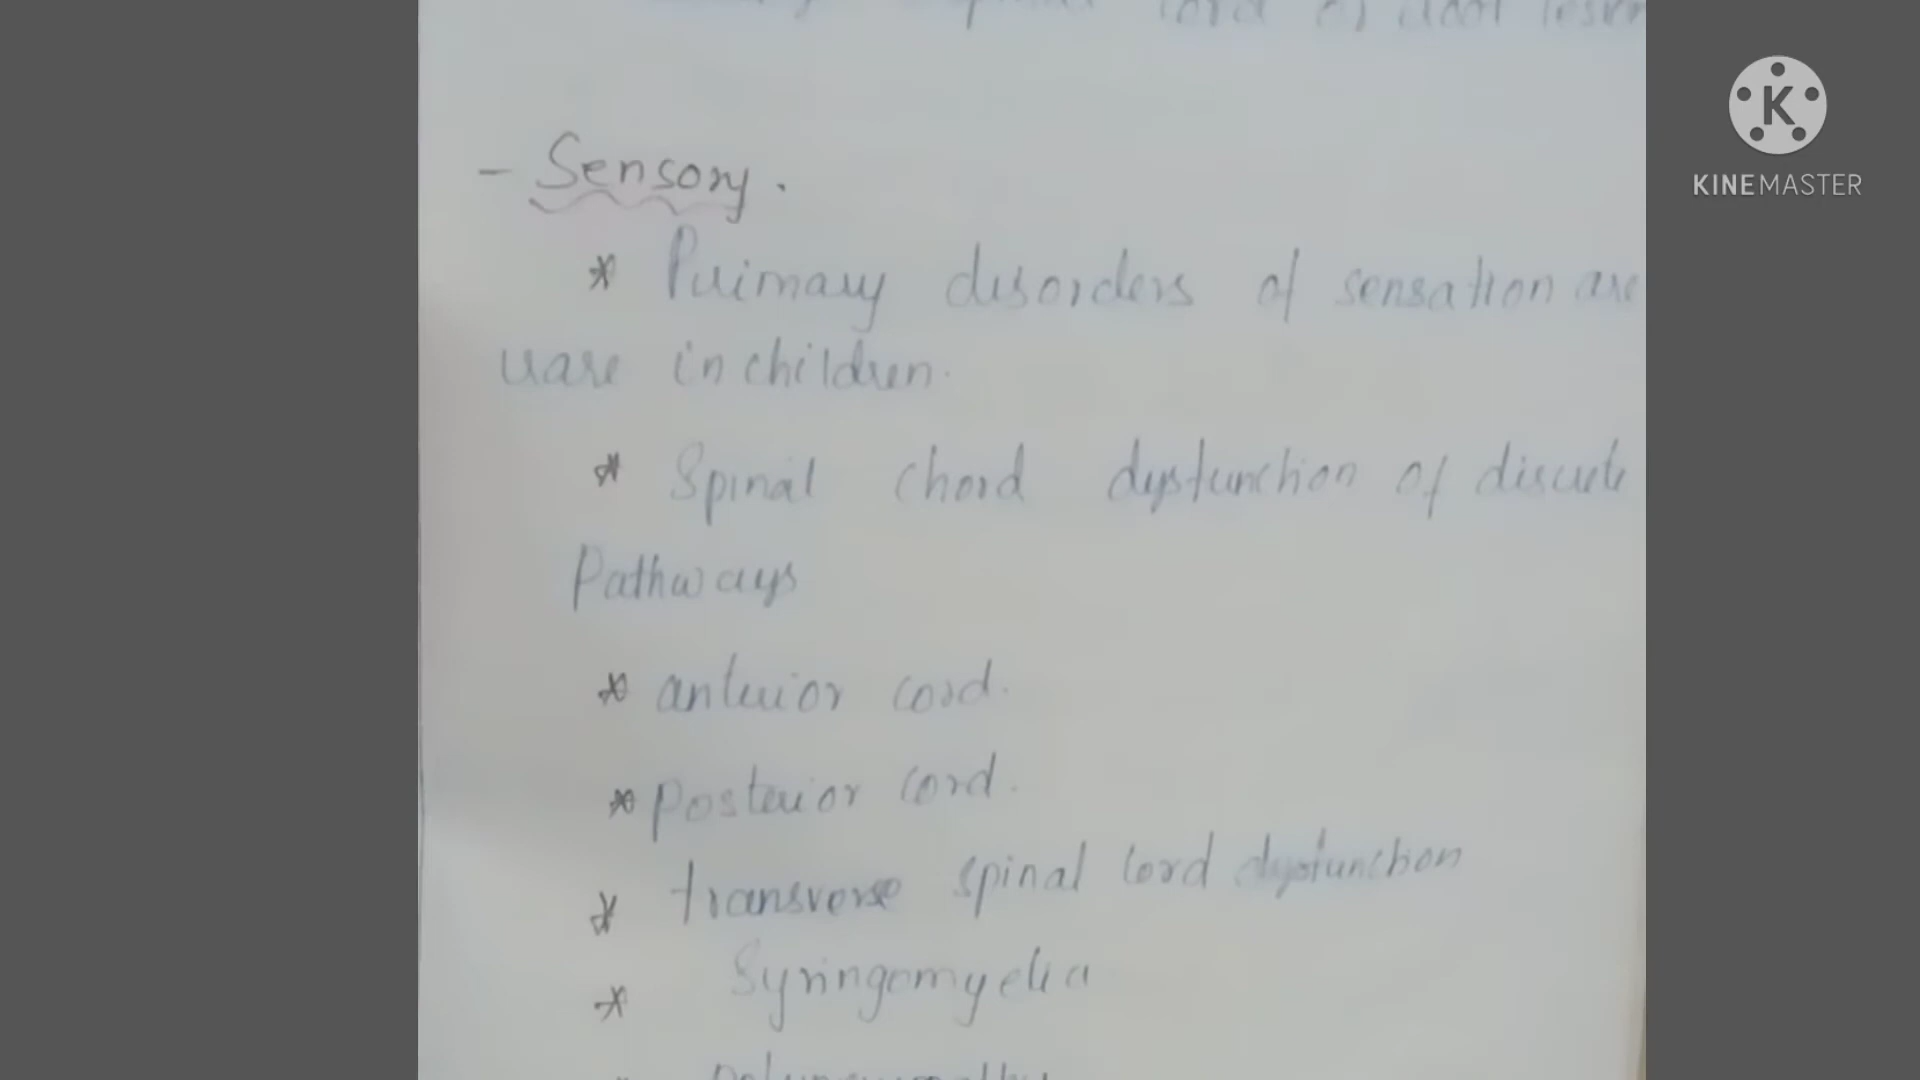 - Sensory.
* Primary disorders of sensation are
rare in children.
* Spinal chord dysfunction of discrete
Pathways
* anterior cord.
* posterior cord.
* transverse spinal cord dysfunction
* Syringomyelia
KINEMASTER